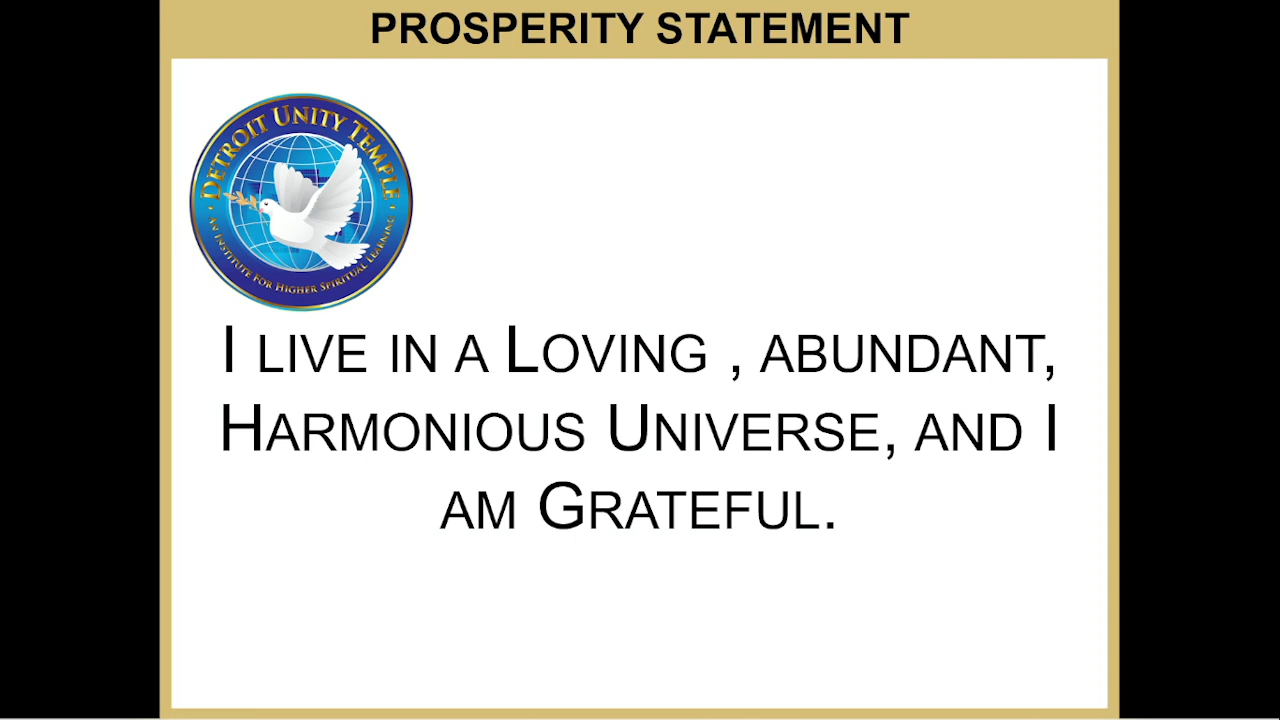 PROSPERITY STATEMENT
DETROIT UNITY TEMPLE
AN INSTITUTE FOR HIGHER SPIRITUAL LEARNING
I LIVE IN A LOVING , ABUNDANT,
HARMONIOUS UNIVERSE, AND I
AM GRATEFUL.